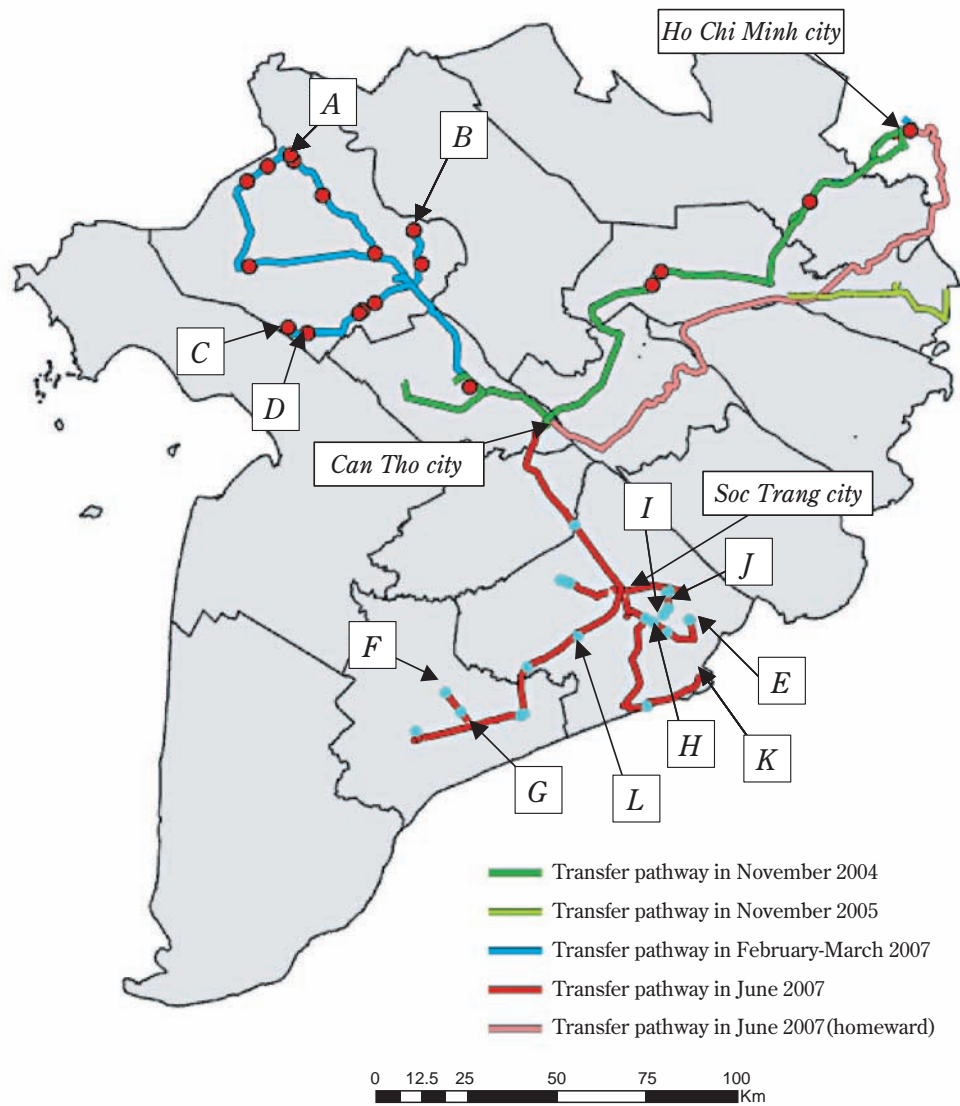 Ho Chi Minh city
A
B
C
D
Can Tho city
Soc Trang city
I
J
F
E
G
L
H
K
Transfer pathway in November 2004
Transfer pathway in November 2005
Transfer pathway in February-March 2007
Transfer pathway in June 2007
Transfer pathway in June 2007(homeward)
0 12.5 25 50 75 100
Km